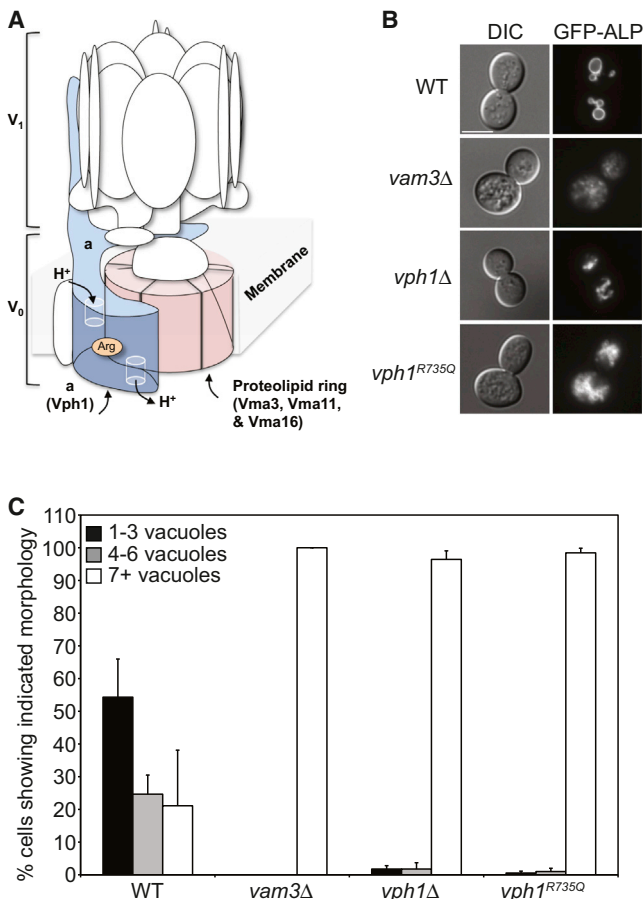 A
V1
V0
a
H+
Membrane
Arg
a
(Vph1)
H+
Proteolipid ring
(Vma3, Vma11,
& Vma16)
B
DIC GFP-ALP
WT
vam3Δ
vph1Δ
vph1R735Q
C
% cells showing indicated morphology
110
100
90
80
70
60
50
40
30
20
10
0
1-3 vacuoles
4-6 vacuoles
7+ vacuoles
WT vam3Δ vph1Δ vph1R735Q